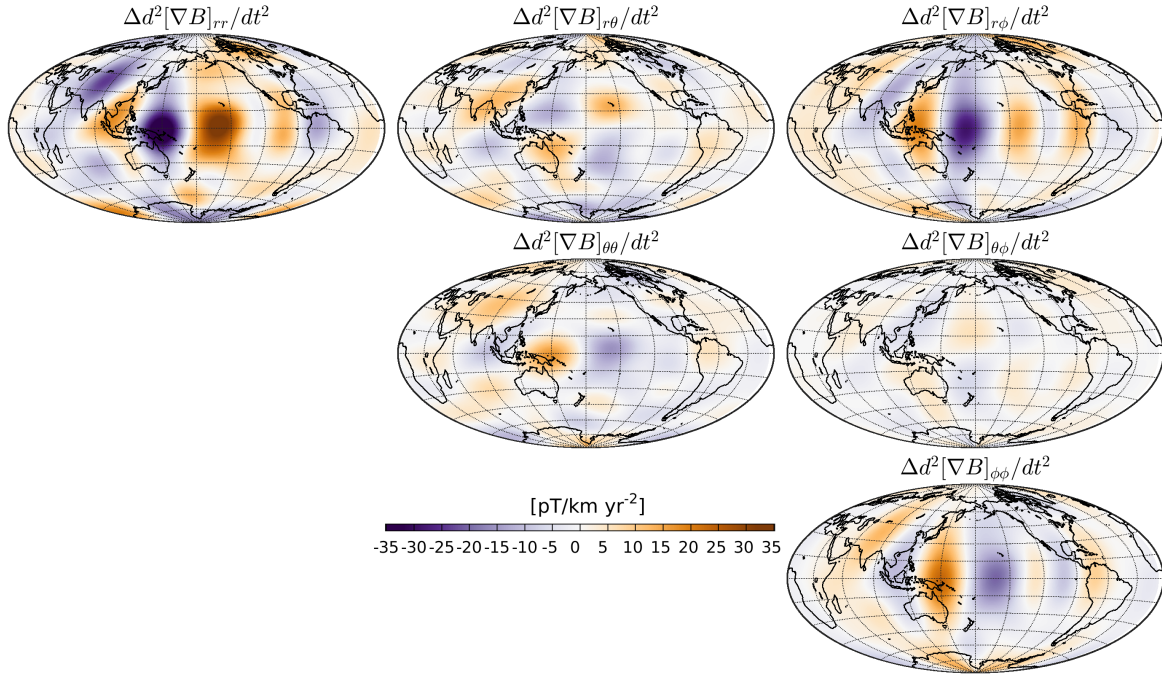 Δd²[∇B]_{rr}/dt²
Δd²[∇B]_{rθ}/dt²
Δd²[∇B]_{rϕ}/dt²
Δd²[∇B]_{θθ}/dt²
Δd²[∇B]_{θϕ}/dt²
Δd²[∇B]_{ϕϕ}/dt²
[pT/km yr⁻²]
-35 -30 -25 -20 -15 -10 -5 0 5 10 15 20 25 30 35